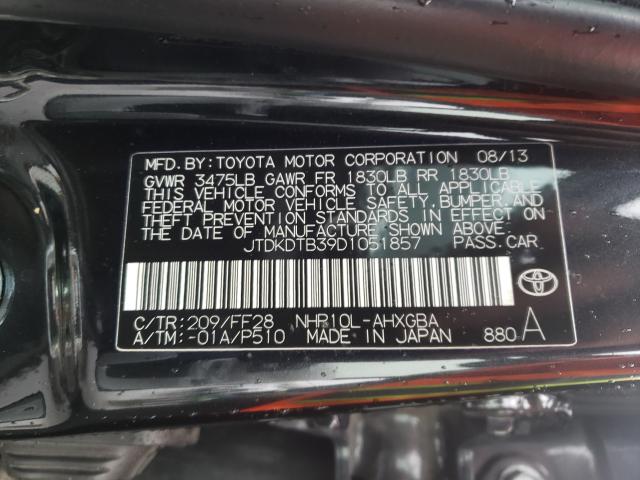 MFD. BY: TOYOTA MOTOR CORPORATION 08/13
GVWR 3475LB GAWR FR 1830LB RR 1830LB
THIS VEHICLE CONFORMS TO ALL APPLICABLE
FEDERAL MOTOR VEHICLE SAFETY, BUMPER, AND
THEFT PREVENTION STANDARDS IN EFFECT ON
THE DATE OF MANUFACTURE SHOWN ABOVE.
JTDKDTB39D1051857 PASS. CAR
C/TR: 209/FF28 NHP10L-AHXGBA
A/TM: -01A/P510 MADE IN JAPAN 880 A